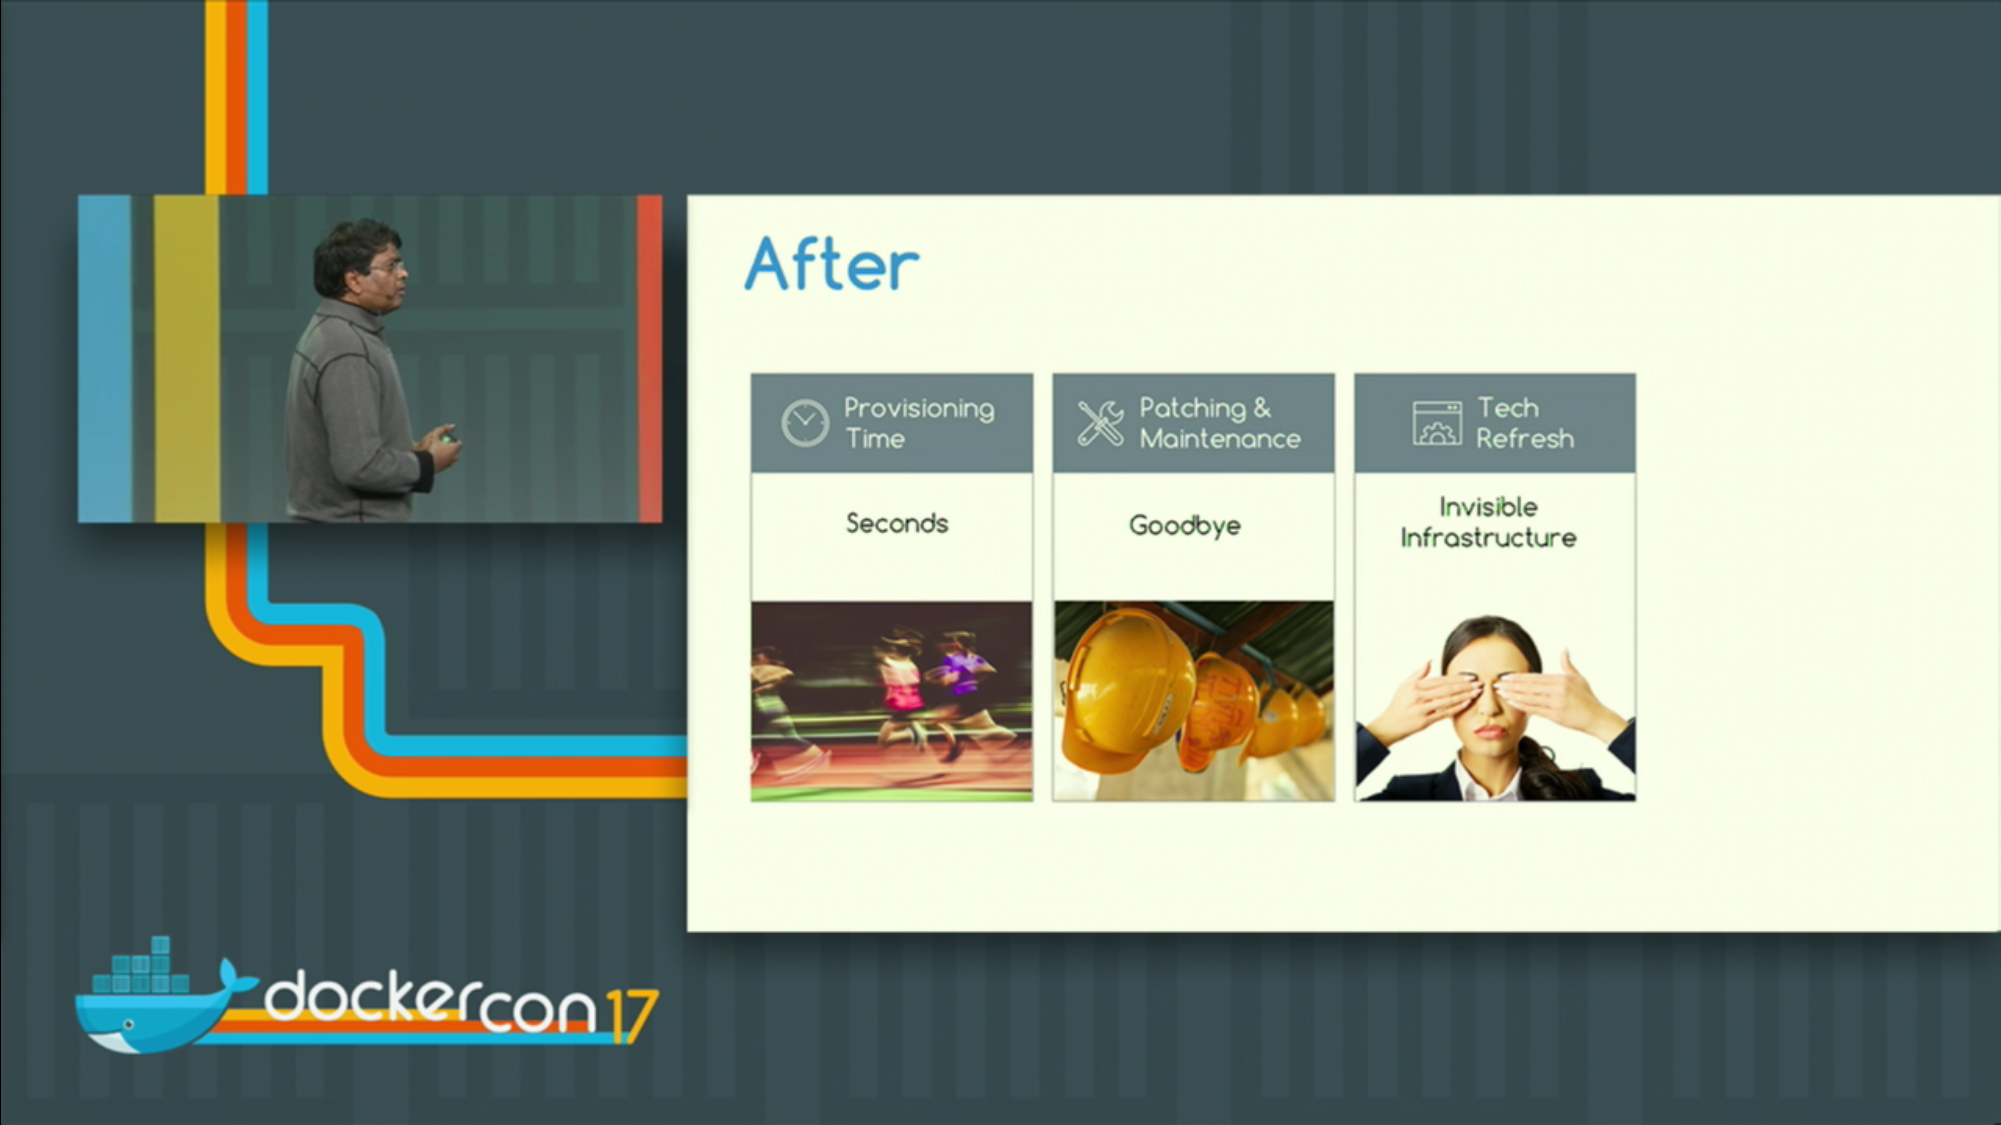 After
Provisioning
Time
Patching &
Maintenance
Tech
Refresh
Seconds
Goodbye
Invisible
Infrastructure
dockercon17